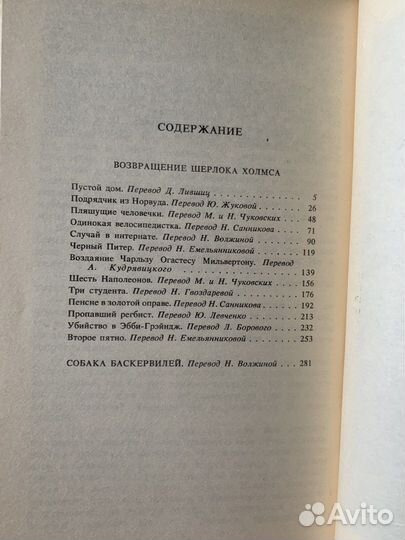 СОДЕРЖАНИЕ
ВОЗВРАЩЕНИЕ ШЕРЛОКА ХОЛМСА
Пустой дом. Перевод Д. Лившиц . . . . . . . . 5
Подрядчик из Норвуда. Перевод Ю. Жуковой . . . 26
Пляшущие человечки. Перевод М. и Н. Чуковских . 48
Одинокая велосипедистка. Перевод Н. Санникова . 71
Случай в интернате. Перевод Н. Волжиной . . . . 90
Черный Питер. Перевод Н. Емельянниковой . . . . 119
Воздаяние Чарльзу Огастесу Мильвертону. Перевод
А. Кудрявицкого . . . . . . . . . . . . 139
Шесть Наполеонов. Перевод М. и Н. Чуковских . . 156
Три студента. Перевод Н. Гвоздаревой . . . . . 176
Пенсне в золотой оправе. Перевод Н. Санникова . . 192
Пропавший регбист. Перевод Ю. Левченко . . . . 213
Убийство в Эбби-Грэйндж. Перевод Л. Борового . . 232
Второе пятно. Перевод Н. Емельянниковой . . . . 253
СОБАКА БАСКЕРВИЛЕЙ. Перевод Н. Волжиной . . . 281
Avito